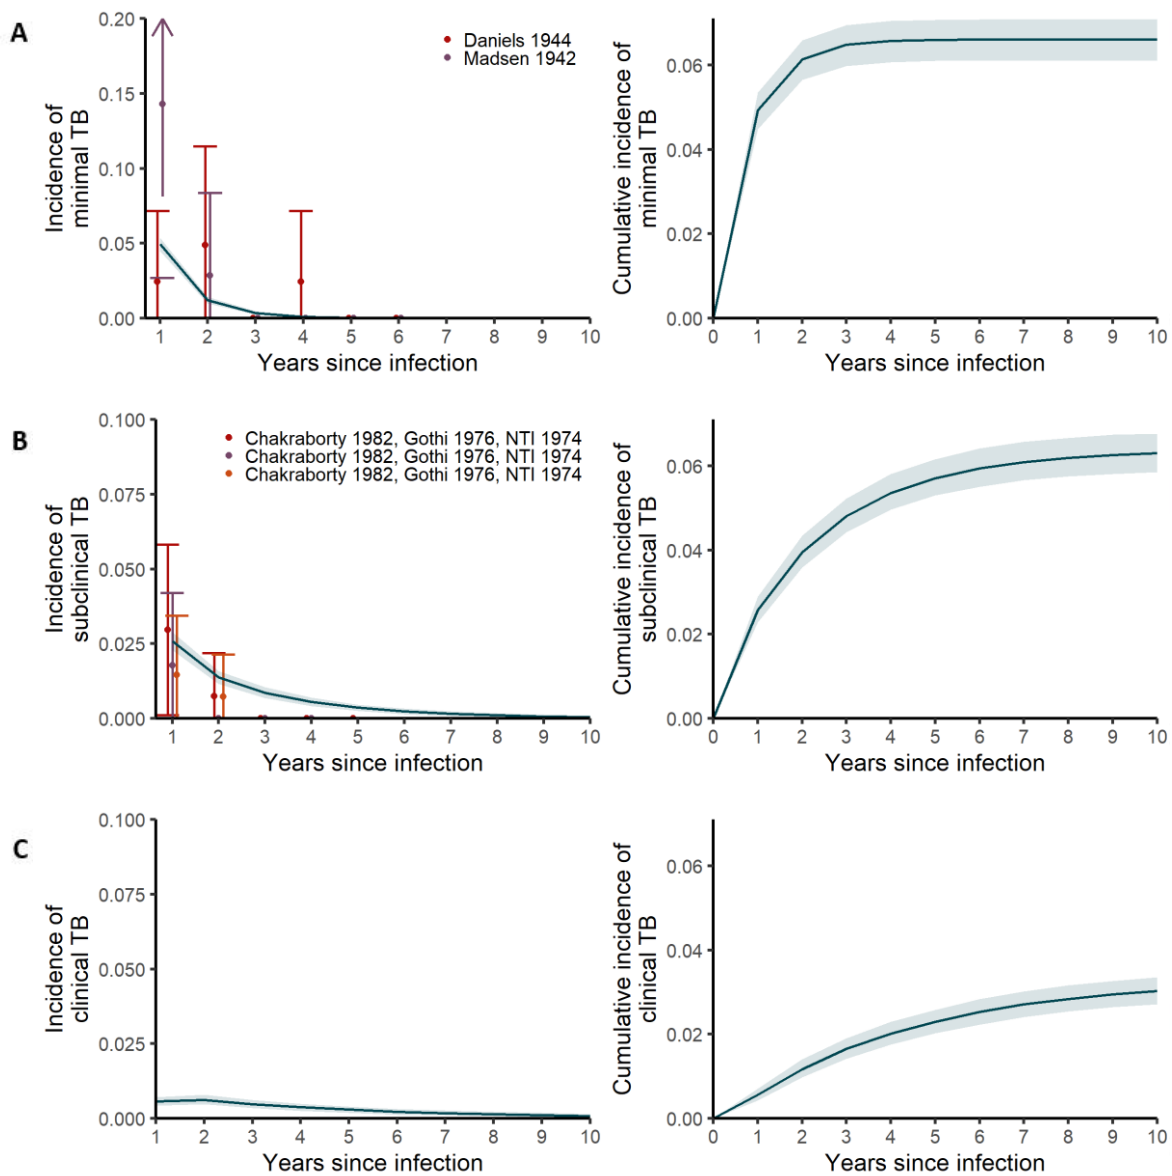 A
0.20
0.15
0.10
0.05
0.00
Incidence of
minimal TB
Daniels 1944
Madsen 1942
1 2 3 4 5 6 7 8 9 10
Years since infection
0.06
0.04
0.02
0.00
Cumulative incidence of
minimal TB
0 1 2 3 4 5 6 7 8 9 10
Years since infection
B
0.100
0.075
0.050
0.025
0.000
Incidence of
subclinical TB
Chakraborty 1982, Gothi 1976, NTI 1974
Chakraborty 1982, Gothi 1976, NTI 1974
Chakraborty 1982, Gothi 1976, NTI 1974
1 2 3 4 5 6 7 8 9 10
Years since infection
0.06
0.04
0.02
0.00
Cumulative incidence of
subclinical TB
0 1 2 3 4 5 6 7 8 9 10
Years since infection
C
0.100
0.075
0.050
0.025
0.000
Incidence of
clinical TB
1 2 3 4 5 6 7 8 9 10
Years since infection
0.06
0.04
0.02
0.00
Cumulative incidence of
clinical TB
0 1 2 3 4 5 6 7 8 9 10
Years since infection